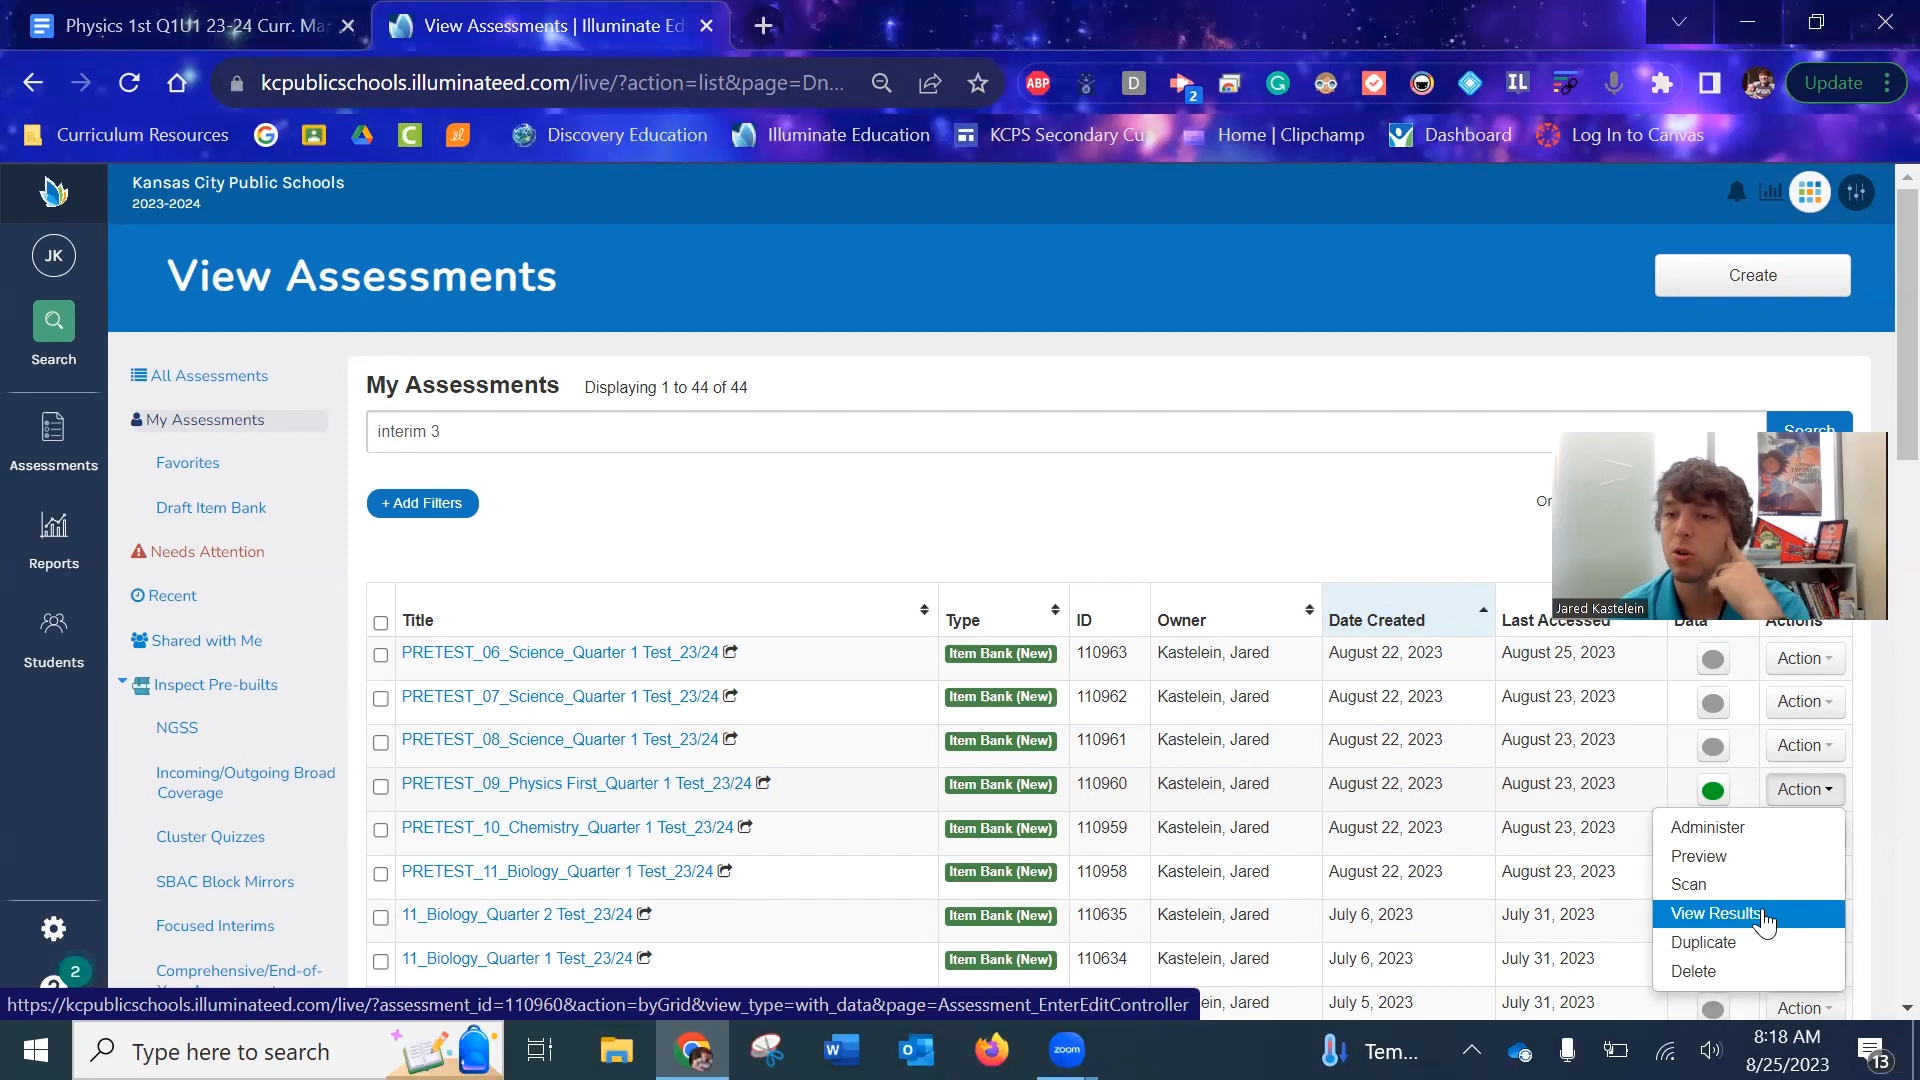 Physics 1st Q1U1 23-24 Curr. Ma
View Assessments | Illuminate Ed
kcpublicschools.illuminateed.com/live/?action=list&page=Dn...
ABP
D
2
G
IL
Update
Curriculum Resources
G
C
el
Discovery Education
Illuminate Education
KCPS Secondary Cu
Home | Clipchamp
Dashboard
Log In to Canvas
Kansas City Public Schools
2023-2024
JK
View Assessments
Create
Search
Assessments
Reports
Students
2
All Assessments
My Assessments
Favorites
Draft Item Bank
Needs Attention
Recent
Shared with Me
Inspect Pre-builts
NGSS
Incoming/Outgoing Broad
Coverage
Cluster Quizzes
SBAC Block Mirrors
Focused Interims
Comprehensive/End-of-
My Assessments Displaying 1 to 44 of 44
interim 3
Search
+ Add Filters
Or
Jared Kastelein
Title Type ID Owner Date Created Last Accessed Data Actions
PRETEST_06_Science_Quarter 1 Test_23/24 Item Bank (New) 110963 Kastelein, Jared August 22, 2023 August 25, 2023 Action
PRETEST_07_Science_Quarter 1 Test_23/24 Item Bank (New) 110962 Kastelein, Jared August 22, 2023 August 23, 2023 Action
PRETEST_08_Science_Quarter 1 Test_23/24 Item Bank (New) 110961 Kastelein, Jared August 22, 2023 August 23, 2023 Action
PRETEST_09_Physics First_Quarter 1 Test_23/24 Item Bank (New) 110960 Kastelein, Jared August 22, 2023 August 23, 2023 Action
PRETEST_10_Chemistry_Quarter 1 Test_23/24 Item Bank (New) 110959 Kastelein, Jared August 22, 2023 August 23, 2023
PRETEST_11_Biology_Quarter 1 Test_23/24 Item Bank (New) 110958 Kastelein, Jared August 22, 2023 August 23, 2023
11_Biology_Quarter 2 Test_23/24 Item Bank (New) 110635 Kastelein, Jared July 6, 2023 July 31, 2023
11_Biology_Quarter 1 Test_23/24 Item Bank (New) 110634 Kastelein, Jared July 6, 2023 July 31, 2023
ein, Jared July 5, 2023 July 31, 2023 Action
Administer
Preview
Scan
View Results
Duplicate
Delete
https://kcpublicschools.illuminateed.com/live/?assessment_id=110960&action=byGrid&view_type=with_data&page=Assessment_EnterEditController
Type here to search
W
O
zoom
Tem...
8:18 AM
8/25/2023
13